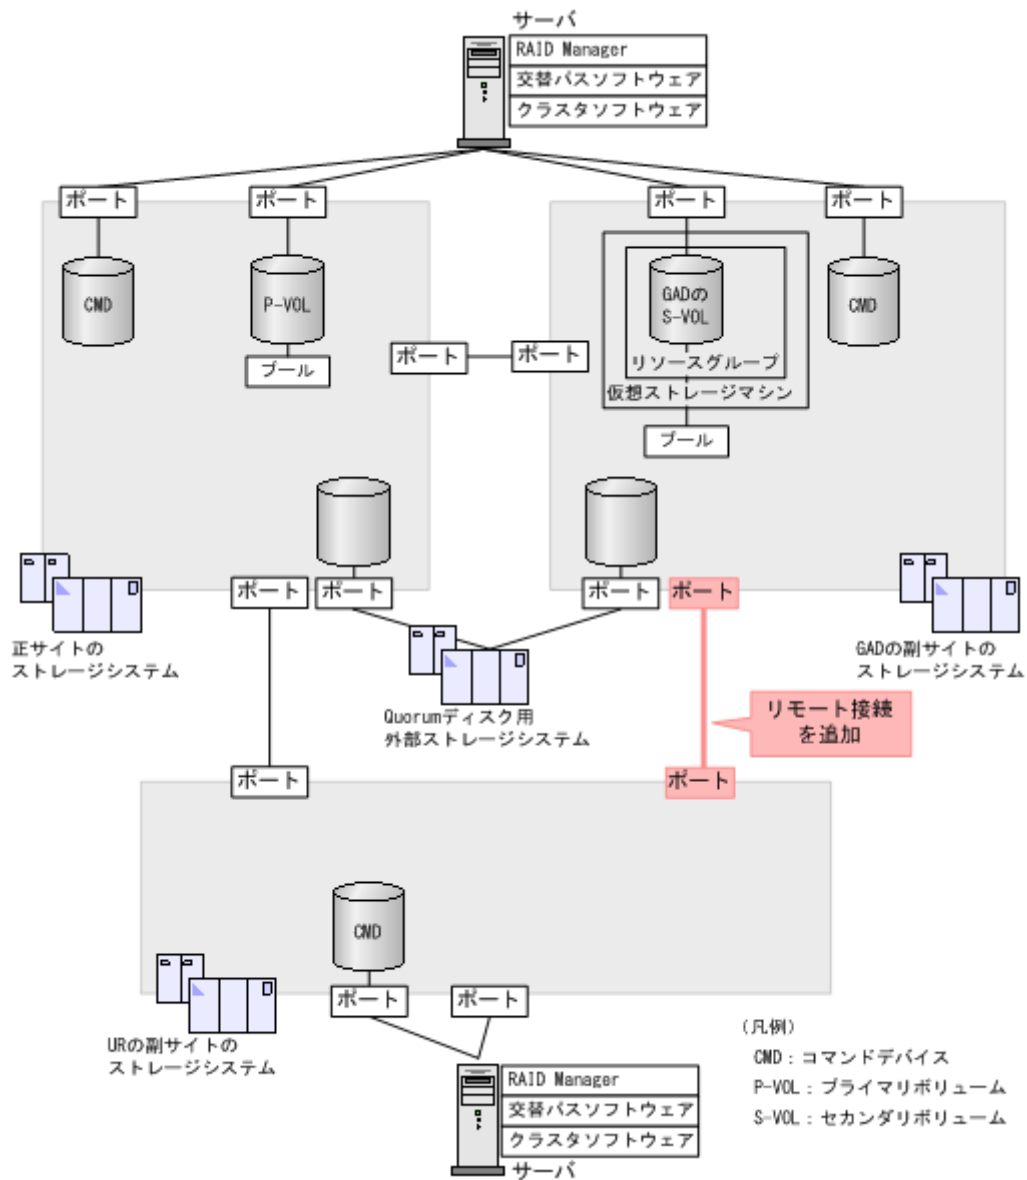 サーバ
RAID Manager
交替パスソフトウェア
クラスタソフトウェア
ポート
ポート
ポート
ポート
CMD
P-VOL
GADの
S-VOL
CMD
ポート
ポート
リソースグループ
プール
仮想ストレージマシン
プール
ポート
ポート
ポート
ポート
正サイトの
ストレージシステム
GADの副サイトの
ストレージシステム
Quorumディスク用
外部ストレージシステム
リモート接続
を追加
ポート
ポート
CMD
ポート
ポート
URの副サイトの
ストレージシステム
(凡例)
CMD：コマンドデバイス
P-VOL：プライマリボリューム
S-VOL：セカンダリボリューム
RAID Manager
交替パスソフトウェア
クラスタソフトウェア
サーバ